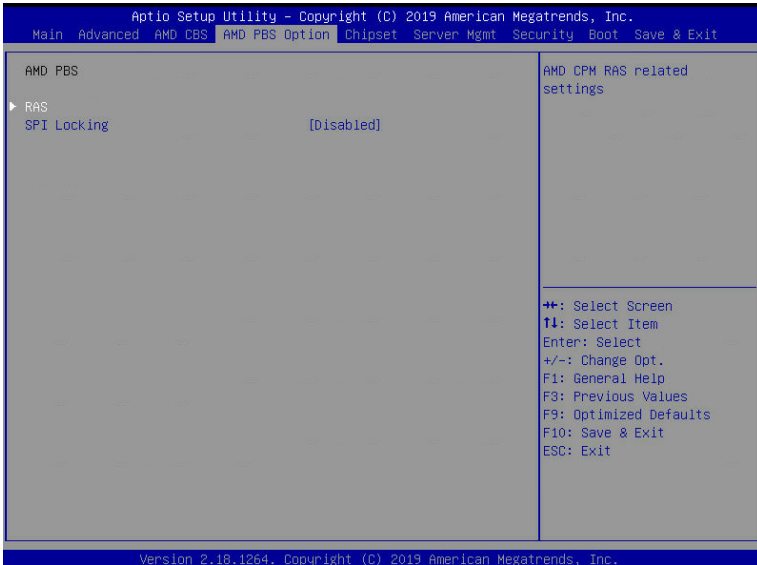 Aptio Setup Utility – Copyright (C) 2019 American Megatrends, Inc.
Main Advanced AMD CBS AMD PBS Option Chipset Server Mgmt Security Boot Save & Exit
AMD PBS
RAS
SPI Locking [Disabled]
AMD CPM RAS related
settings
→←: Select Screen
↑↓: Select Item
Enter: Select
+/-: Change Opt.
F1: General Help
F3: Previous Values
F9: Optimized Defaults
F10: Save & Exit
ESC: Exit
Version 2.18.1264. Copyright (C) 2019 American Megatrends, Inc.